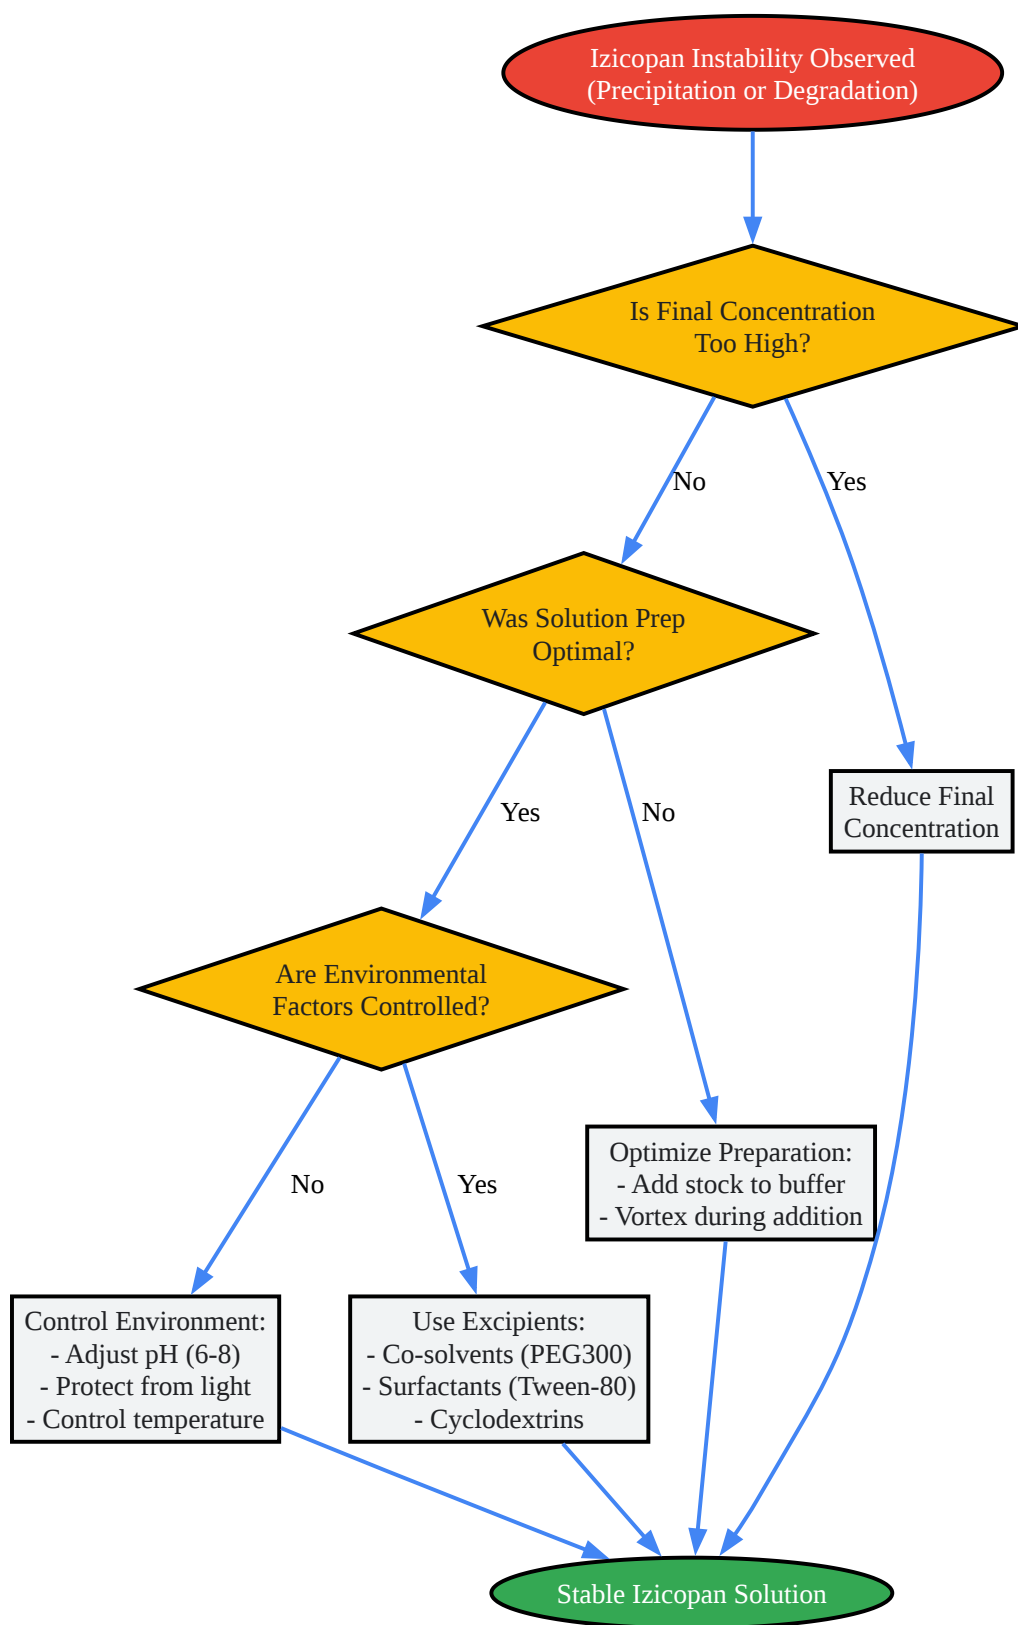 Izicopan Instability Observed
(Precipitation or Degradation)
Is Final Concentration
Too High?
No
Yes
Was Solution Prep
Optimal?
Reduce Final
Concentration
Yes
No
Are Environmental
Factors Controlled?
Optimize Preparation:
- Add stock to buffer
- Vortex during addition
No
Yes
Control Environment:
- Adjust pH (6-8)
- Protect from light
- Control temperature
Use Excipients:
- Co-solvents (PEG300)
- Surfactants (Tween-80)
- Cyclodextrins
Stable Izicopan Solution